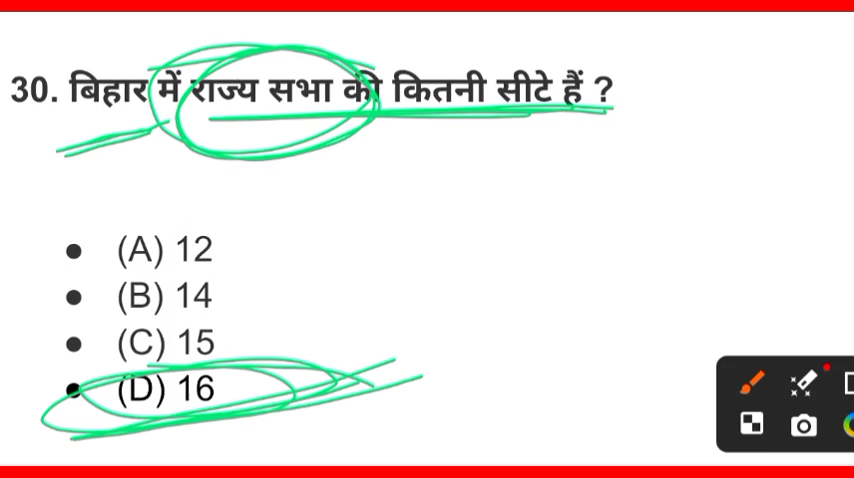 30. बिहार में राज्य सभा की कितनी सीटे हैं ?
● (A) 12
● (B) 14
● (C) 15
● (D) 16